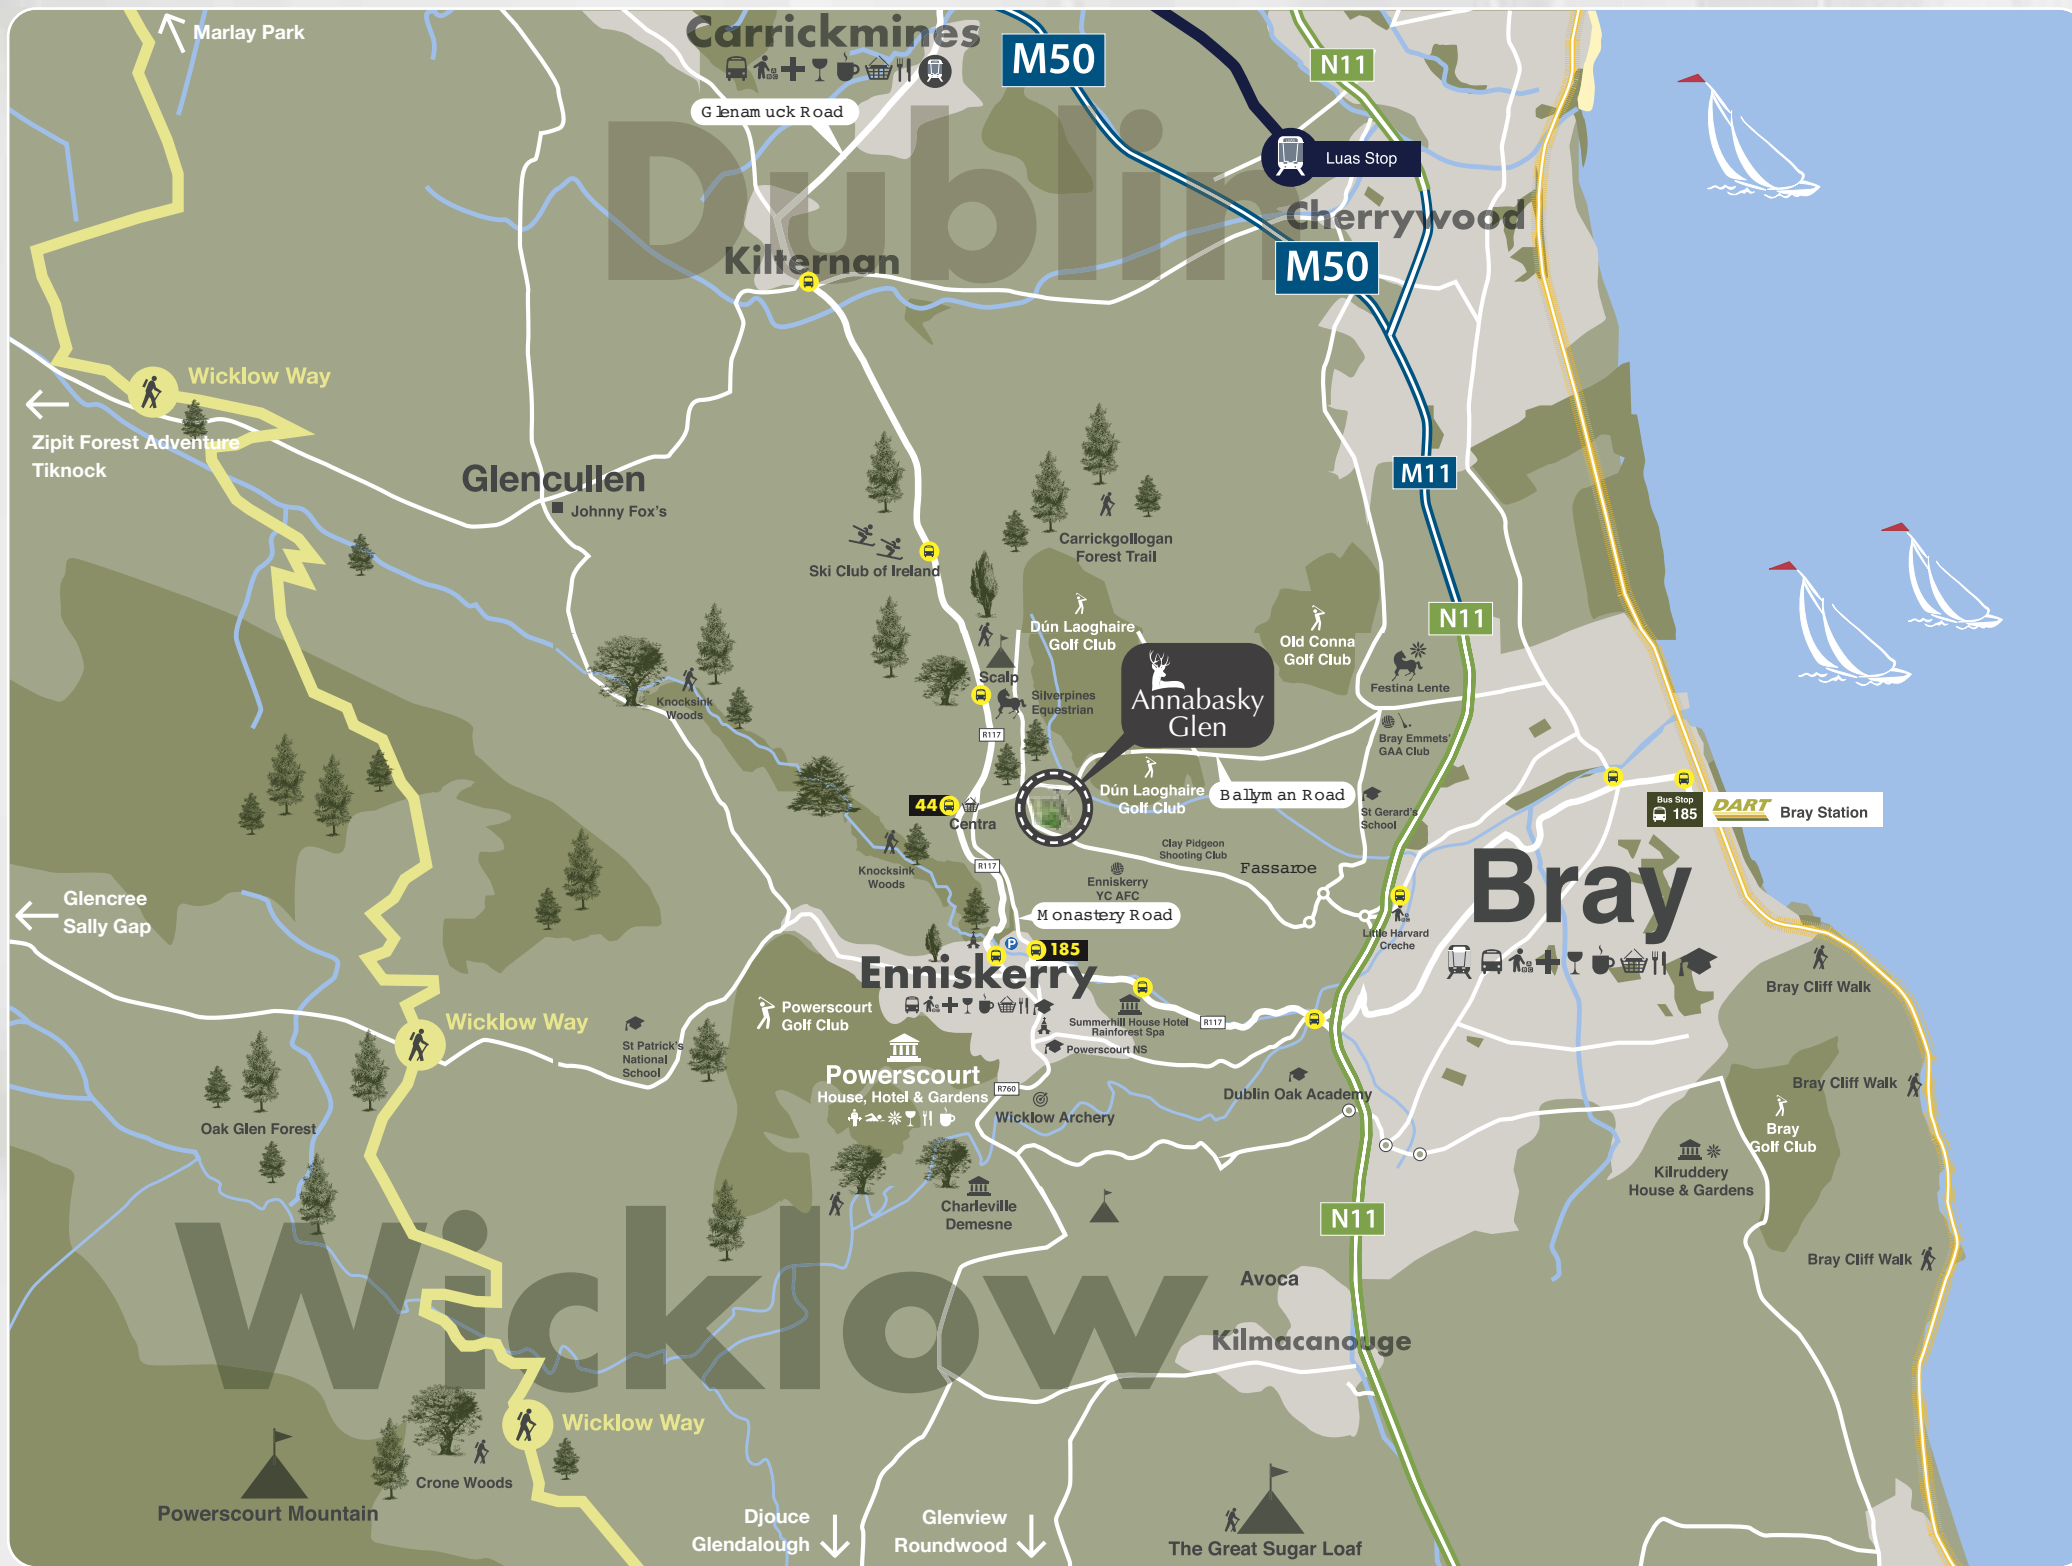 Marlay Park
Carrickmines
M50
N11
Glenamuck Road
Luas Stop
Dublin
Cherrywood
Kilternan
M50
Wicklow Way
Zipit Forest Adventure
Tiknock
M11
Glencullen
Johnny Fox's
Carrickgollogan
Forest Trail
Ski Club of Ireland
N11
Dún Laoghaire
Golf Club
Old Conna
Golf Club
Scalp
Festina Lente
Silverpines
Equestrian
Annabasky
Glen
Knocksink
Woods
R117
Bray Emmets'
GAA Club
Dún Laoghaire
Golf Club
Ballyman Road
44
Centra
St Gerard's
School
Bus Stop
185
DART
Bray Station
Clay Pidgeon
Shooting Club
Fassaroe
R117
Knocksink
Woods
Enniskerry
YC AFC
Bray
Glencree
Sally Gap
Monastery Road
Little Harvard
Creche
P
185
Enniskerry
Bray Cliff Walk
Powerscourt
Golf Club
Wicklow Way
Summerhill House Hotel
Rainforest Spa
R117
St Patrick's
National
School
Powerscourt NS
Powerscourt
House, Hotel & Gardens
R760
Dublin Oak Academy
Bray Cliff Walk
Wicklow Archery
Oak Glen Forest
Bray
Golf Club
Kilruddery
House & Gardens
Charleville
Demesne
N11
Wicklow
Bray Cliff Walk
Avoca
Kilmacanouge
Wicklow Way
Crone Woods
Powerscourt Mountain
Djouce
Glendalough
Glenview
Roundwood
The Great Sugar Loaf